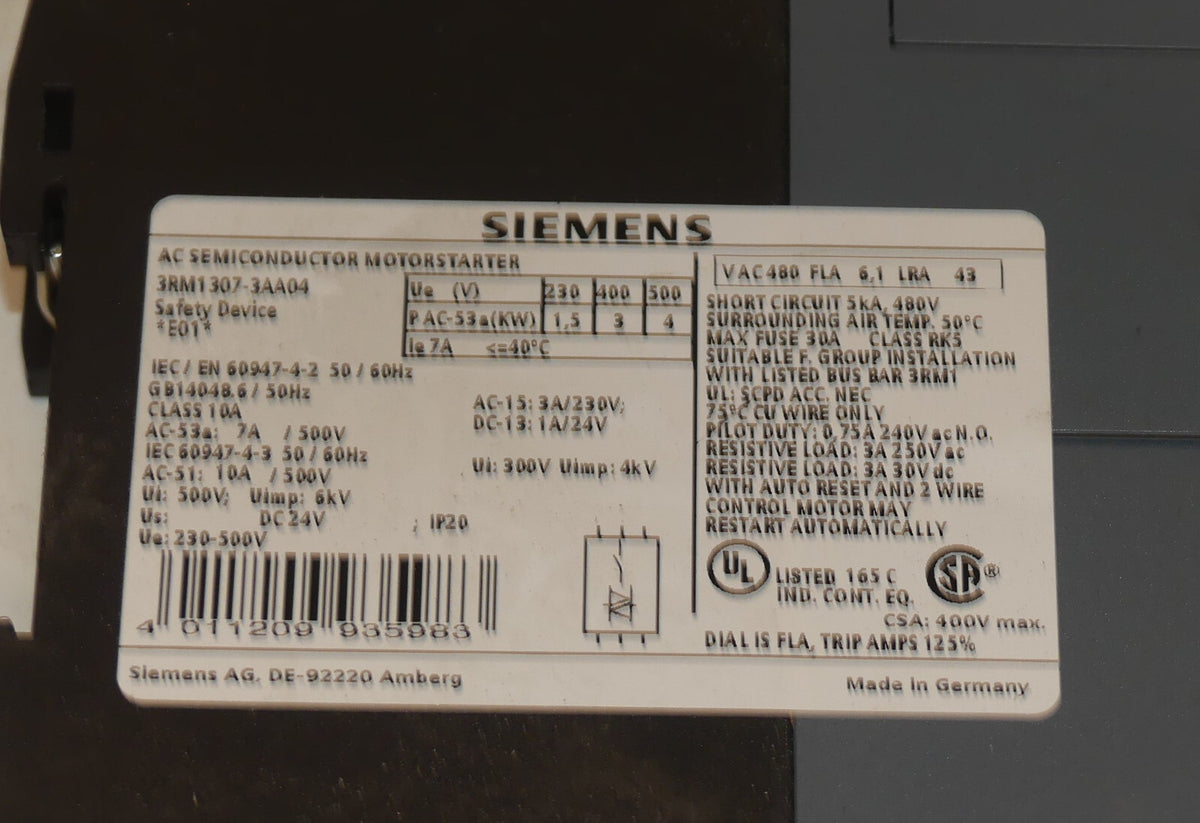 SIEMENS
AC SEMICONDUCTOR MOTORSTARTER
3RM1307-3AA04
Safety Device
*E01*
Ue (V) 230 400 500
P AC-53a(KW) 1,5 3 4
Ie 7A <=40°C
IEC / EN 60947-4-2 50 / 60Hz
GB14048.6 / 50Hz
CLASS 10A
AC-53a: 7A / 500V
IEC 60947-4-3 50 / 60Hz
AC-51: 10A / 500V
Ui: 500V; Uimp: 6kV
Us: DC 24V ; IP20
Ue: 230-500V
AC-15: 3A/230V;
DC-13: 1A/24V
Ui: 300V Uimp: 4kV
4 011209 935983
VAC 480 FLA 6,1 LRA 43
SHORT CIRCUIT 5kA, 480V
SURROUNDING AIR TEMP. 50°C
MAX FUSE 30A CLASS RK5
SUITABLE F. GROUP INSTALLATION
WITH LISTED BUS BAR 3RM1
UL: SCPD ACC. NEC
75°C CU WIRE ONLY
PILOT DUTY: 0,75A 240V ac N.O.
RESISTIVE LOAD: 3A 250V ac
RESISTIVE LOAD: 3A 30V dc
WITH AUTO RESET AND 2 WIRE
CONTROL MOTOR MAY
RESTART AUTOMATICALLY
UL LISTED 165 C SA ®
IND. CONT. EQ.
CSA: 400V max.
DIAL IS FLA, TRIP AMPS 125%
Siemens AG, DE-92220 Amberg
Made in Germany